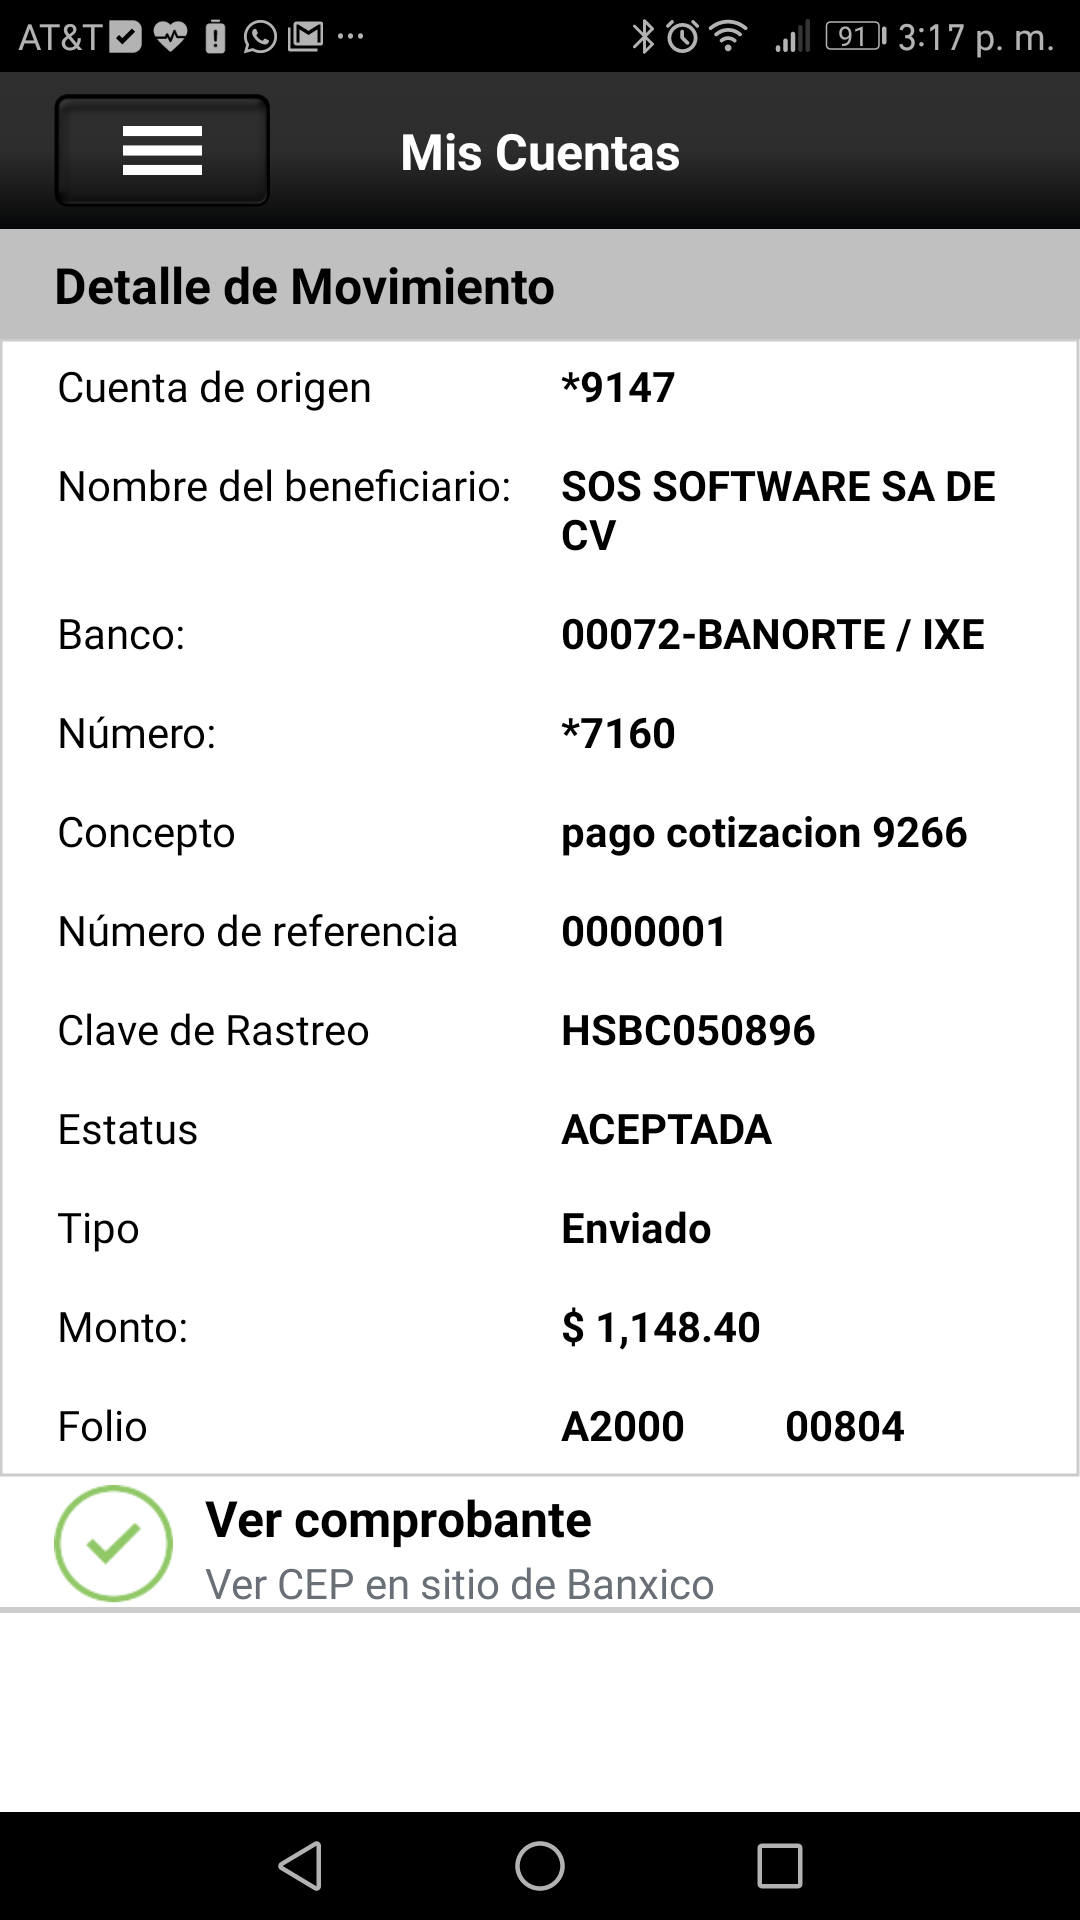 AT&T 91 3:17 p. m.
Mis Cuentas
Detalle de Movimiento
Cuenta de origen *9147
Nombre del beneficiario: SOS SOFTWARE SA DE
CV
Banco: 00072-BANORTE / IXE
Número: *7160
Concepto pago cotizacion 9266
Número de referencia 0000001
Clave de Rastreo HSBC050896
Estatus ACEPTADA
Tipo Enviado
Monto: $ 1,148.40
Folio A2000 00804
Ver comprobante
Ver CEP en sitio de Banxico